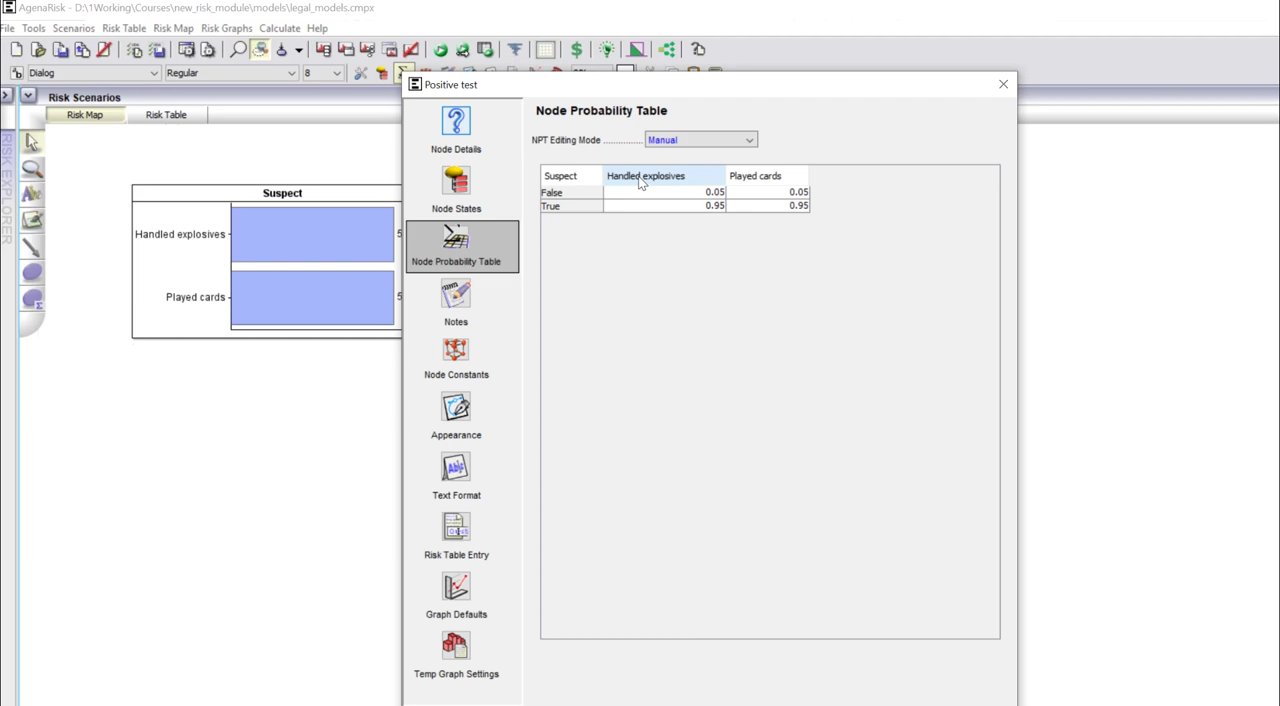 AgenaRisk - D:\1Working\Courses\new_risk_module\models\legal_models.cmpx
File Tools Scenarios Risk Table Risk Map Risk Graphs Calculate Help
Dialog Regular 8
Positive test
Risk Scenarios
Risk Map Risk Table
RISK EXPLORER
Suspect
Handled explosives 5
Played cards 5
Node Details
Node States
Node Probability Table
Notes
Node Constants
Appearance
Text Format
Risk Table Entry
Graph Defaults
Temp Graph Settings
Node Probability Table
NPT Editing Mode ............... Manual
Suspect Handled explosives Played cards
False 0.05 0.05
True 0.95 0.95